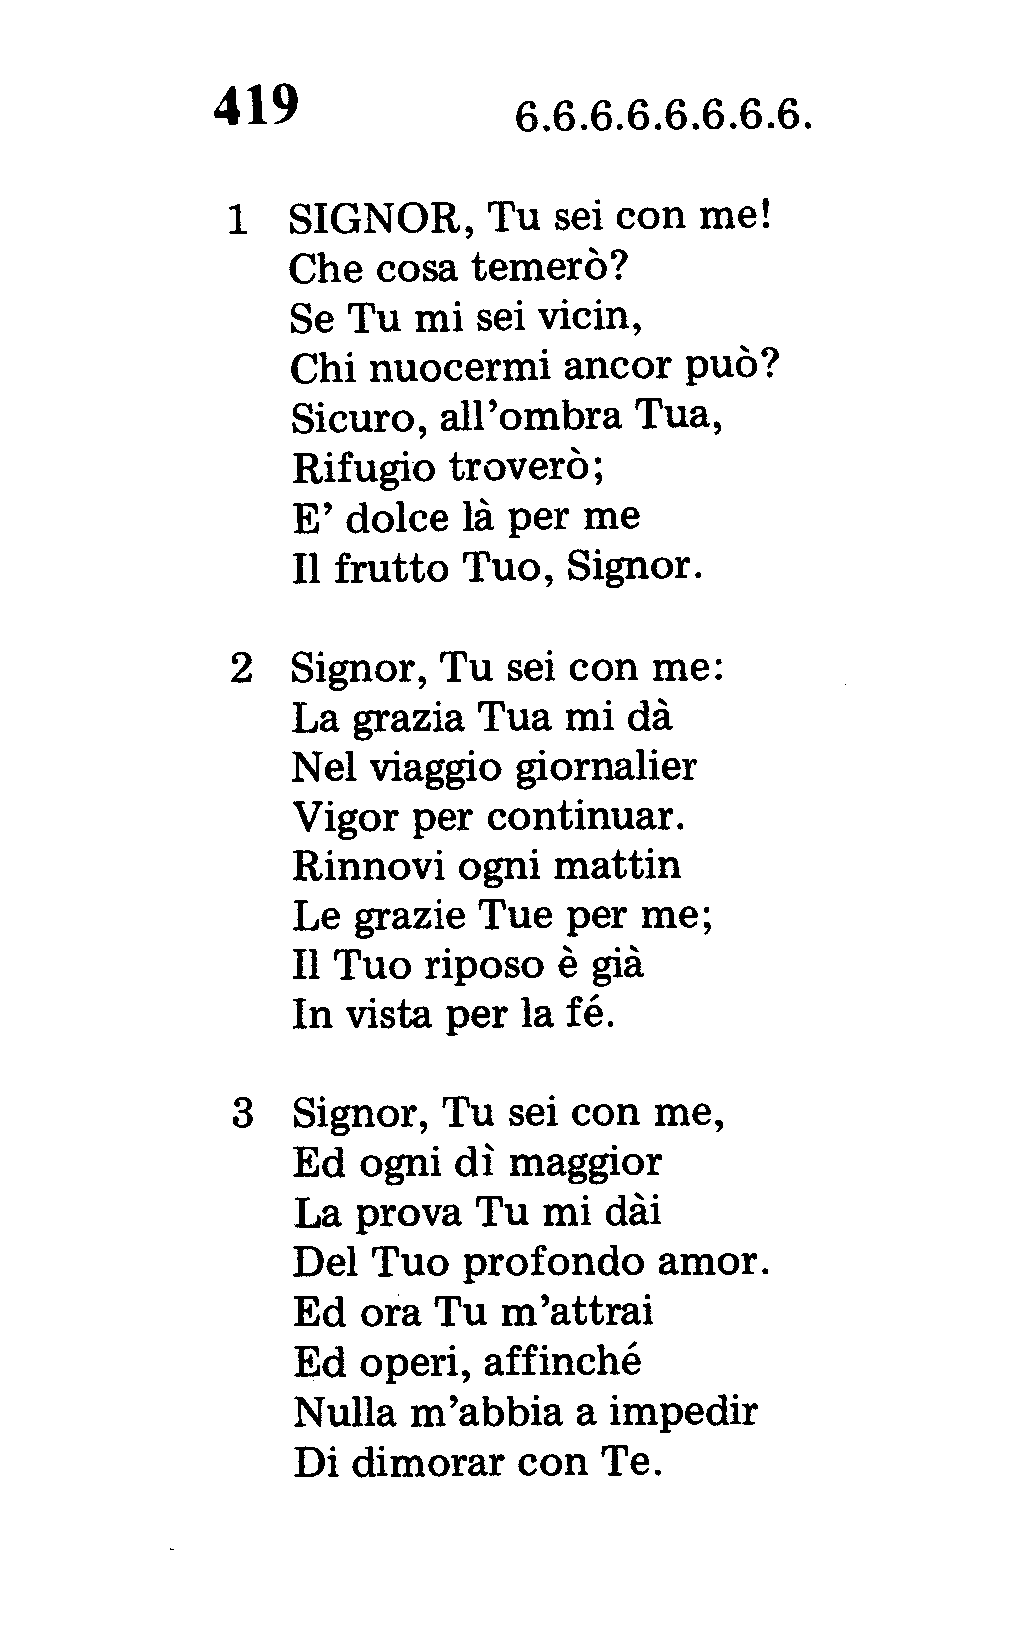 419 6.6.6.6.6.6.6.6.
1 SIGNOR, Tu sei con me!
Che cosa temerò?
Se Tu mi sei vicin,
Chi nuocermi ancor può?
Sicuro, all'ombra Tua,
Rifugio troverò;
E' dolce là per me
Il frutto Tuo, Signor.
2 Signor, Tu sei con me:
La grazia Tua mi dà
Nel viaggio giornalier
Vigor per continuar.
Rinnovi ogni mattin
Le grazie Tue per me;
Il Tuo riposo è già
In vista per la fé.
3 Signor, Tu sei con me,
Ed ogni dì maggior
La prova Tu mi dài
Del Tuo profondo amor.
Ed ora Tu m'attrai
Ed operi, affinché
Nulla m'abbia a impedir
Di dimorar con Te.